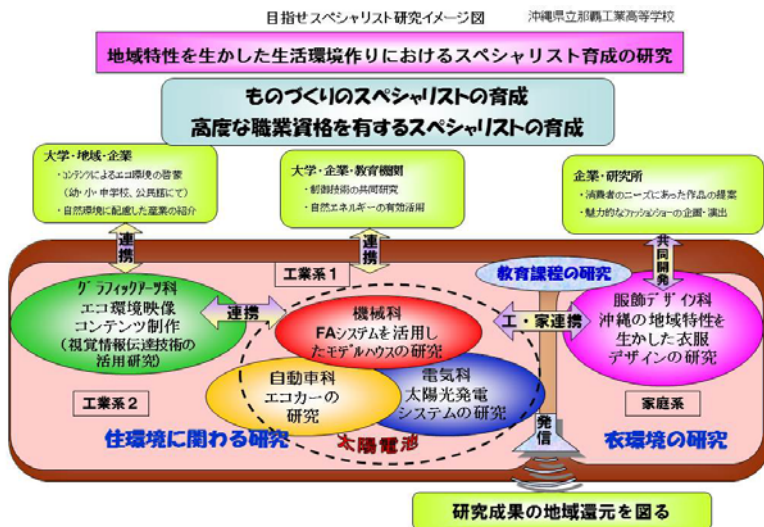 目指せスペシャリスト研究イメージ図
沖縄県立那覇工業高等学校
地域特性を生かした生活環境作りにおけるスペシャリスト育成の研究
ものづくりのスペシャリストの育成
高度な職業資格を有するスペシャリストの育成
大学・地域・企業
・コンテンツによるエコ環境の啓蒙
（幼・小・中学校、公民館にて）
・自然環境に配慮した産業の紹介
大学・企業・教育機関
・制御技術の共同研究
・自然エネルギーの有効活用
企業・研究所
・消費者のニーズにあった作品の提案
・魅力的なファッションショーの企画・演出
連携
連携
共同開発
工業系1
教育課程の研究
グラフィックアーツ科
エコ環境映像
コンテンツ制作
（視覚情報伝達技術の
活用研究）
連携
機械科
FAシステムを活用し
たモデルハウスの研究
工・家連携
服飾デザイン科
沖縄の地域特性を
生かした衣服
デザインの研究
自動車科
エコカーの
研究
電気科
太陽光発電
システムの研究
工業系2
家庭系
住環境に関わる研究
太陽電池
発信
衣環境の研究
研究成果の地域還元を図る